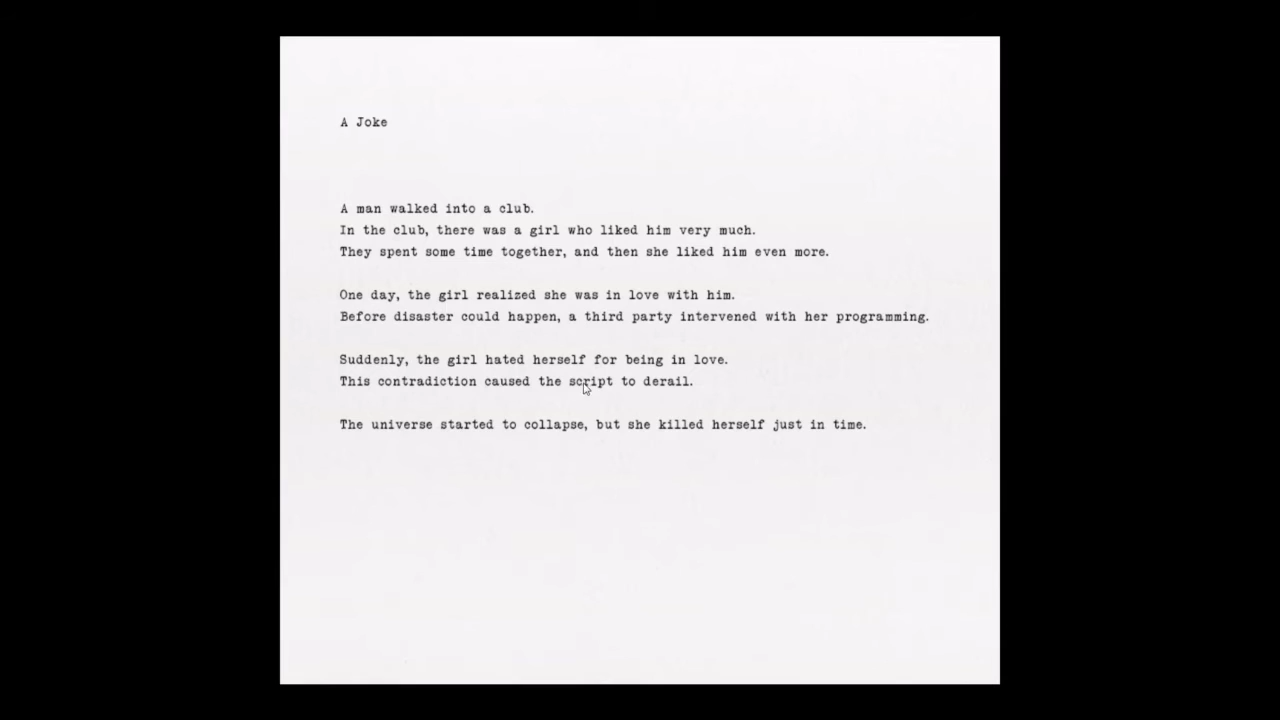 A Joke
A man walked into a club.
In the club, there was a girl who liked him very much.
They spent some time together, and then she liked him even more.
One day, the girl realized she was in love with him.
Before disaster could happen, a third party intervened with her programming.
Suddenly, the girl hated herself for being in love.
This contradiction caused the script to derail.
The universe started to collapse, but she killed herself just in time.